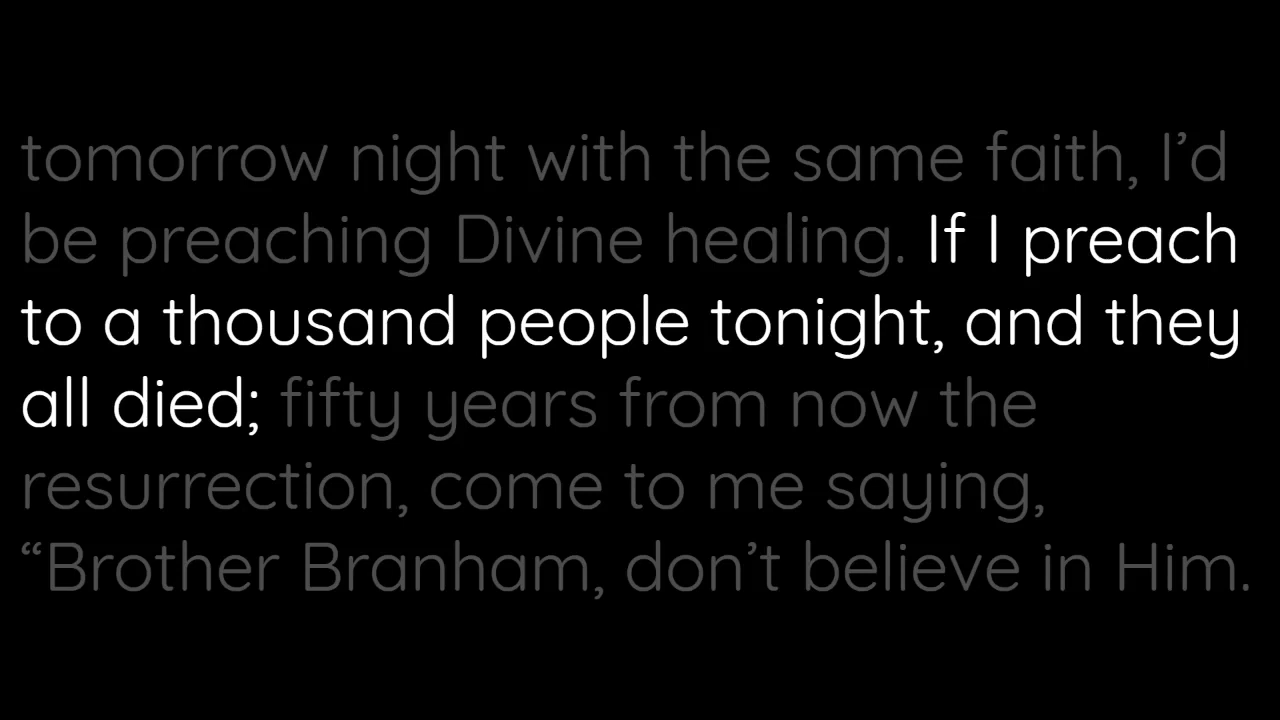 tomorrow night with the same faith, I’d
be preaching Divine healing. If I preach
to a thousand people tonight, and they
all died; fifty years from now the
resurrection, come to me saying,
“Brother Branham, don’t believe in Him.